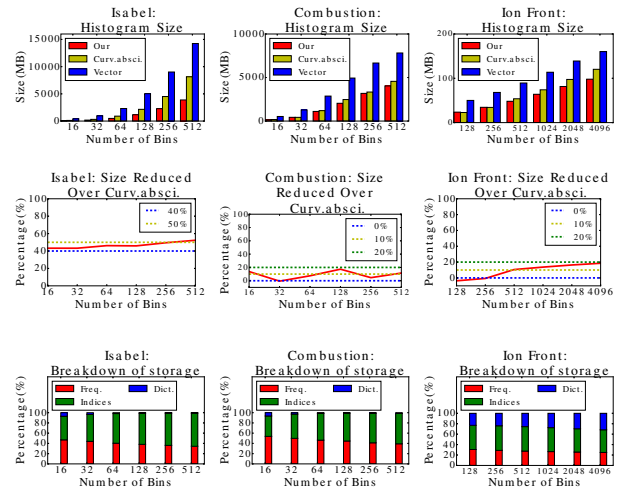 Isabel:
Histogram Size
Size (MB)
15000
10000
5000
0
Our
Curv.absci.
Vector
16 32 64 128 256 512
Number of Bins
Combustion:
Histogram Size
Size (MB)
10000
5000
0
Our
Curv.absci.
Vector
16 32 64 128 256 512
Number of Bins
Ion Front:
Histogram Size
Size (MB)
200
100
0
Our
Curv.absci.
Vector
128 256 512 1024 2048 4096
Number of Bins
Isabel: Size Reduced
Over Curv.absci.
Percentage(%)
100
80
60
40
20
0
40%
50%
16 32 64 128 256 512
Number of Bins
Combustion: Size
Reduced Over
Curv.absci.
Percentage(%)
100
80
60
40
20
0
0%
10%
20%
16 32 64 128 256 512
Number of Bins
Ion Front: Size Reduced
Over Curv.absci.
Percentage(%)
100
80
60
40
20
0
0%
10%
20%
128 256 512 1024 2048 4096
Number of Bins
Isabel:
Breakdown of storage
Percentage(%)
100
80
60
40
20
0
Freq.
Indices
Dict.
16 32 64 128 256 512
Number of Bins
Combustion:
Breakdown of storage
Percentage(%)
100
80
60
40
20
0
Freq.
Indices
Dict.
16 32 64 128 256 512
Number of Bins
Ion Front:
Breakdown of storage
Percentage(%)
100
80
60
40
20
0
Freq.
Indices
Dict.
128 256 512 1024 2048 4096
Number of Bins